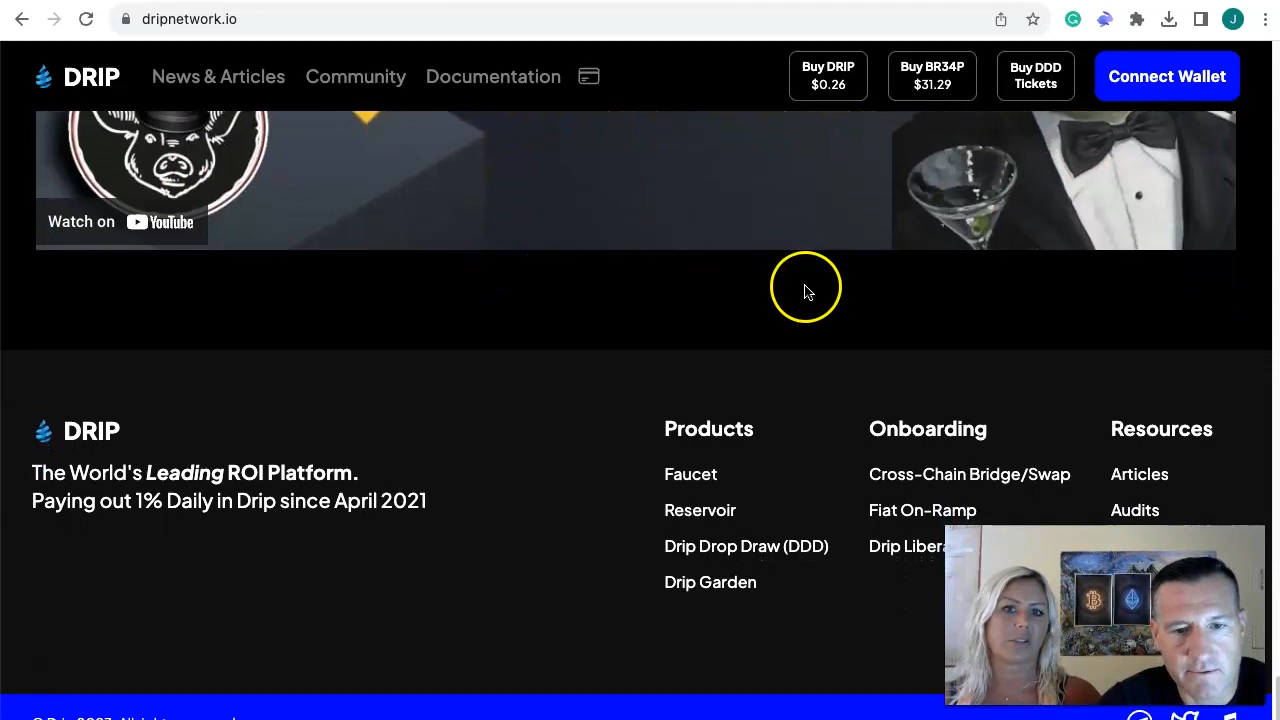 dripnetwork.io
J
DRIP
News & Articles
Community
Documentation
Buy DRIP
$0.26
Buy BR34P
$31.29
Buy DDD
Tickets
Connect Wallet
Watch on YouTube
DRIP
The World's Leading ROI Platform.
Paying out 1% Daily in Drip since April 2021
Products
Faucet
Reservoir
Drip Drop Draw (DDD)
Drip Garden
Onboarding
Cross-Chain Bridge/Swap
Fiat On-Ramp
Drip Libera
Resources
Articles
Audits